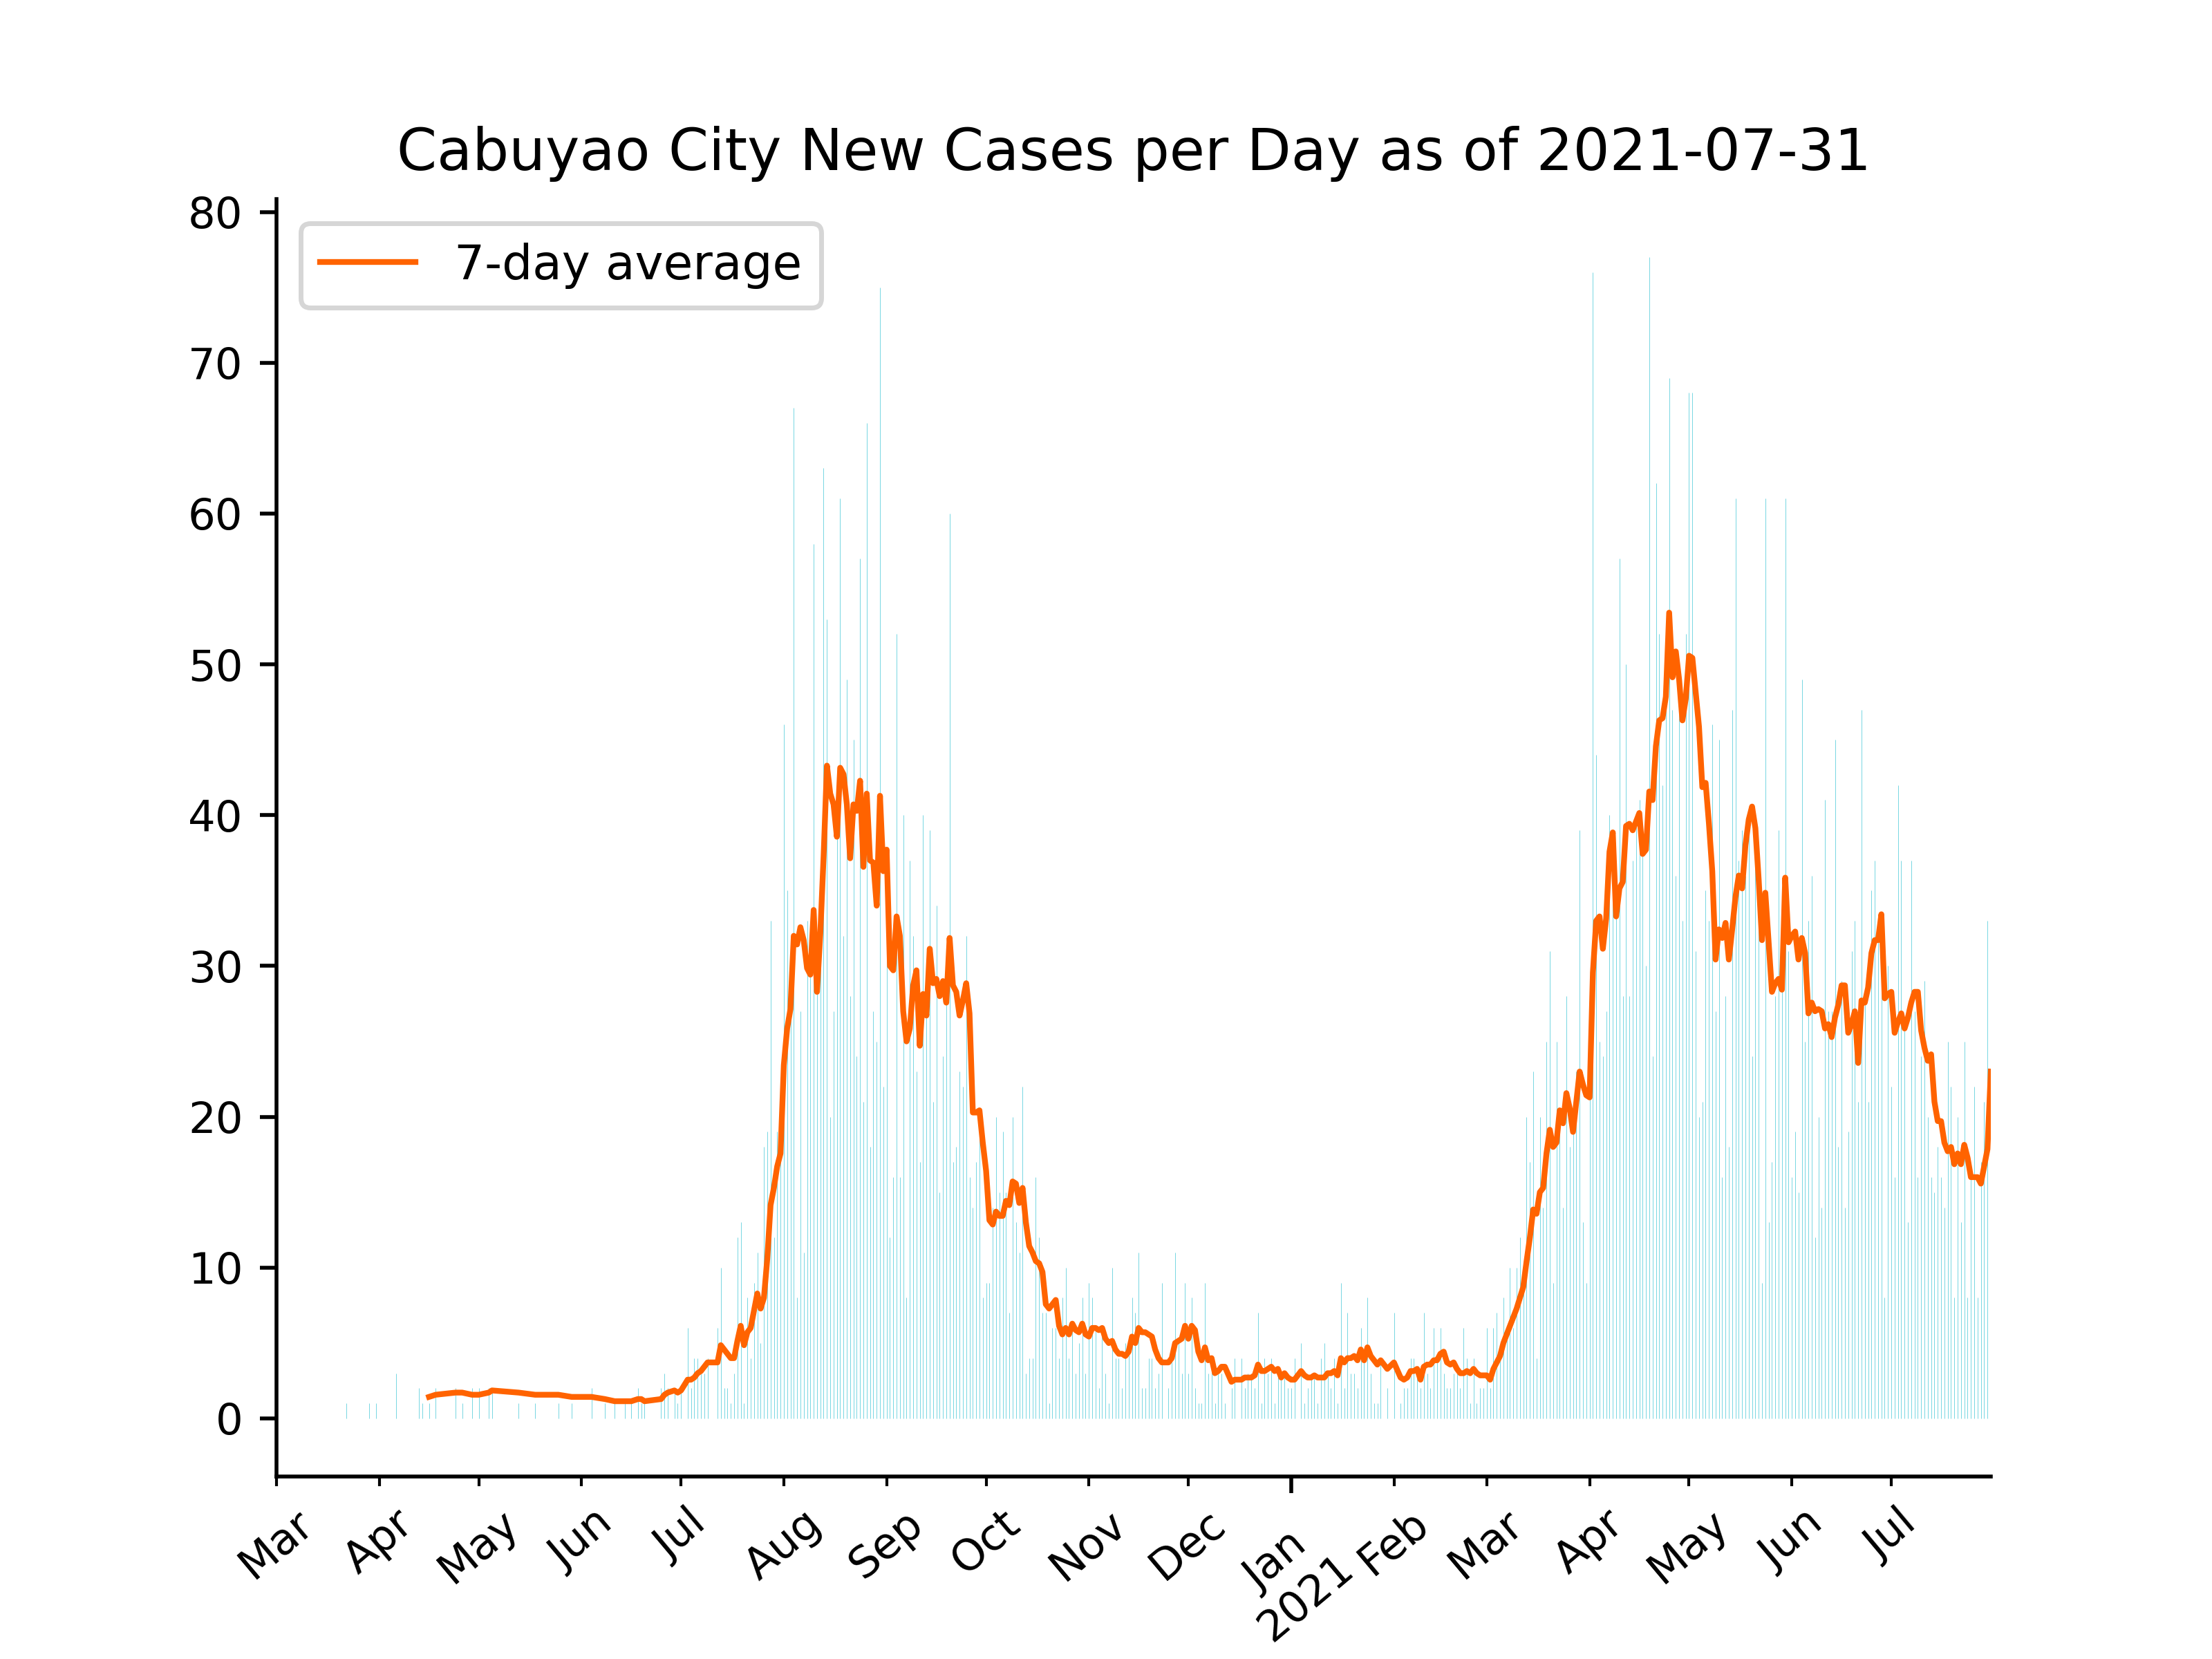 Cabuyao City New Cases per Day as of 2021-07-31
7-day average
80
70
60
50
40
30
20
10
0
Mar
Apr
May
Jun
Jul
Aug
Sep
Oct
Nov
Dec
Jan
2021
Feb
Mar
Apr
May
Jun
Jul